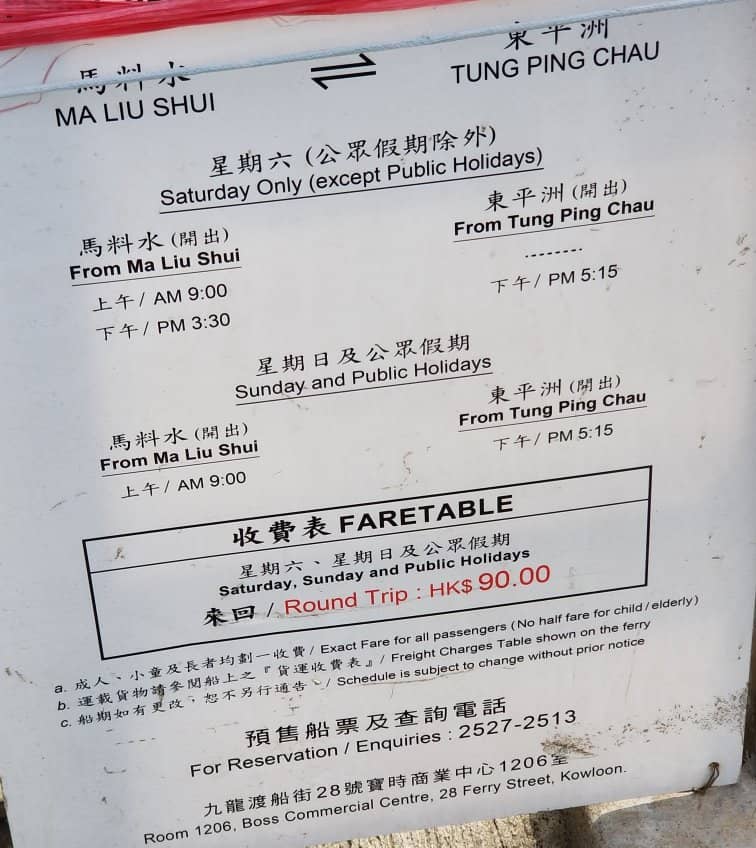 馬料水 ⇌ 東平洲
MA LIU SHUI TUNG PING CHAU
星期六 (公眾假期除外)
Saturday Only (except Public Holidays)
馬料水 (開出) 東平洲 (開出)
From Ma Liu Shui From Tung Ping Chau
上午 / AM 9:00 --------
下午 / PM 3:30 下午 / PM 5:15
星期日及公眾假期
Sunday and Public Holidays
馬料水 (開出) 東平洲 (開出)
From Ma Liu Shui From Tung Ping Chau
上午 / AM 9:00 下午 / PM 5:15
收費表 FARETABLE
星期六、星期日及公眾假期
Saturday, Sunday and Public Holidays
來回 / Round Trip : HK$ 90.00
a. 成人、小童及長者均劃一收費 / Exact Fare for all passengers (No half fare for child / elderly)
b. 運載貨物請參閱船上之『貨運收費表』 / Freight Charges Table shown on the ferry
c. 船期如有更改，恕不另行通告、/ Schedule is subject to change without prior notice
預售船票及查詢電話
For Reservation / Enquiries : 2527-2513
九龍渡船街28號寶時商業中心1206室
Room 1206, Boss Commercial Centre, 28 Ferry Street, Kowloon.